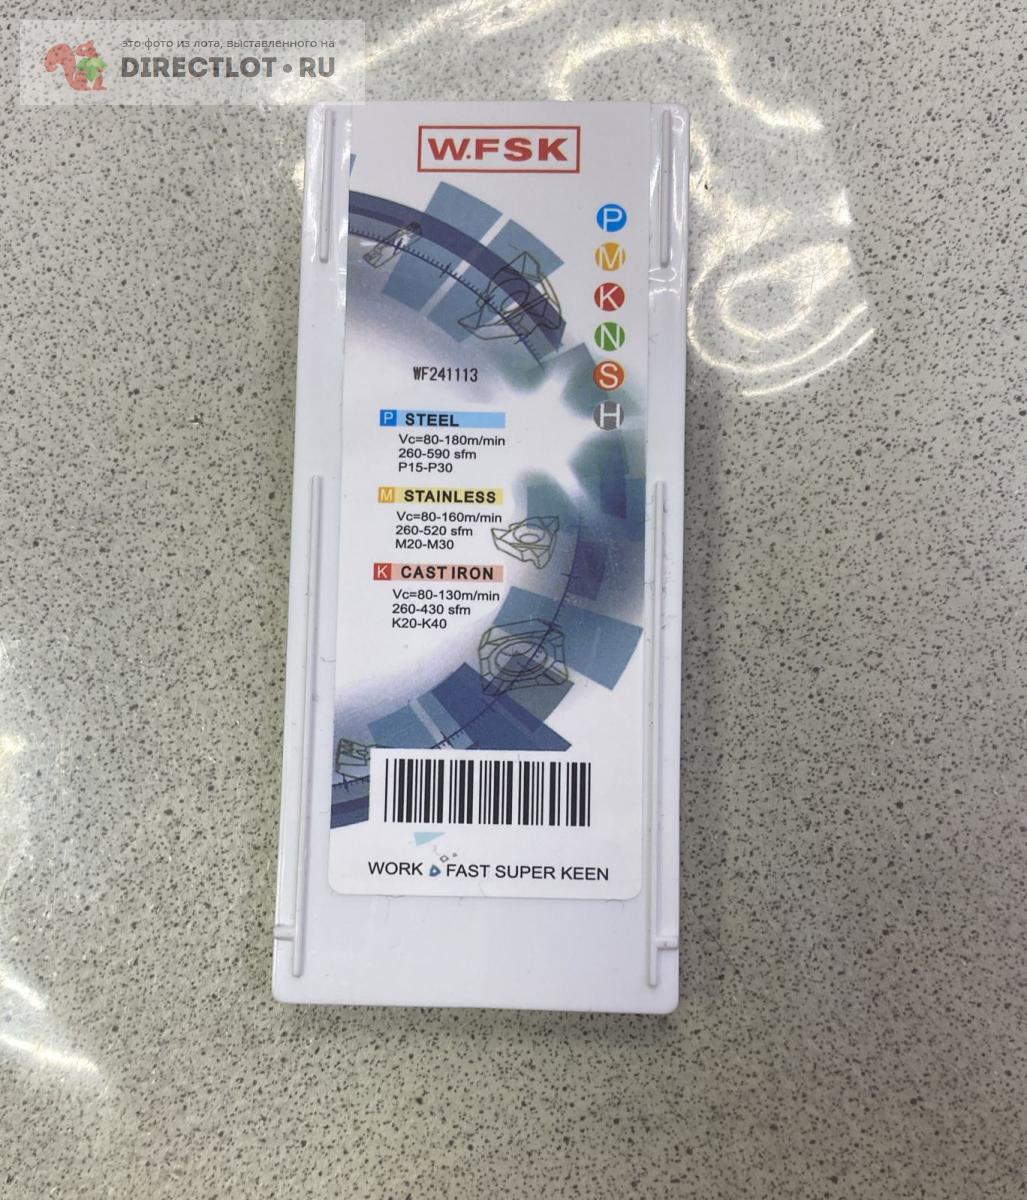 это фото из лота, выставленного на
DIRECTLOT • RU
W.FSK
P
M
K
N
S
H
WF241113
P STEEL
Vc=80-180m/min
260-590 sfm
P15-P30
M STAINLESS
Vc=80-160m/min
260-520 sfm
M20-M30
K CAST IRON
Vc=80-130m/min
260-430 sfm
K20-K40
WORK FAST SUPER KEEN